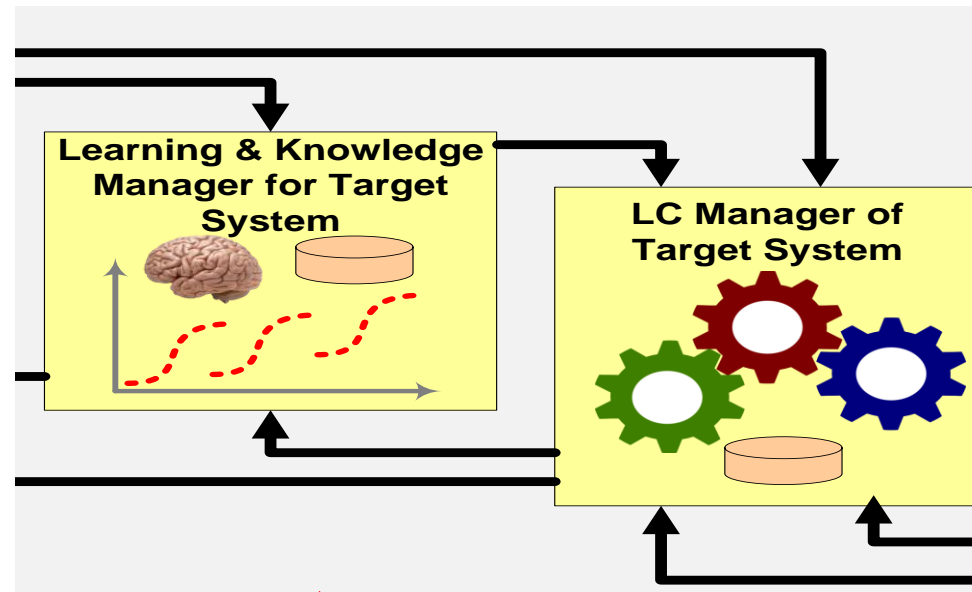 Learning & Knowledge
Manager for Target
System
LC Manager of
Target System